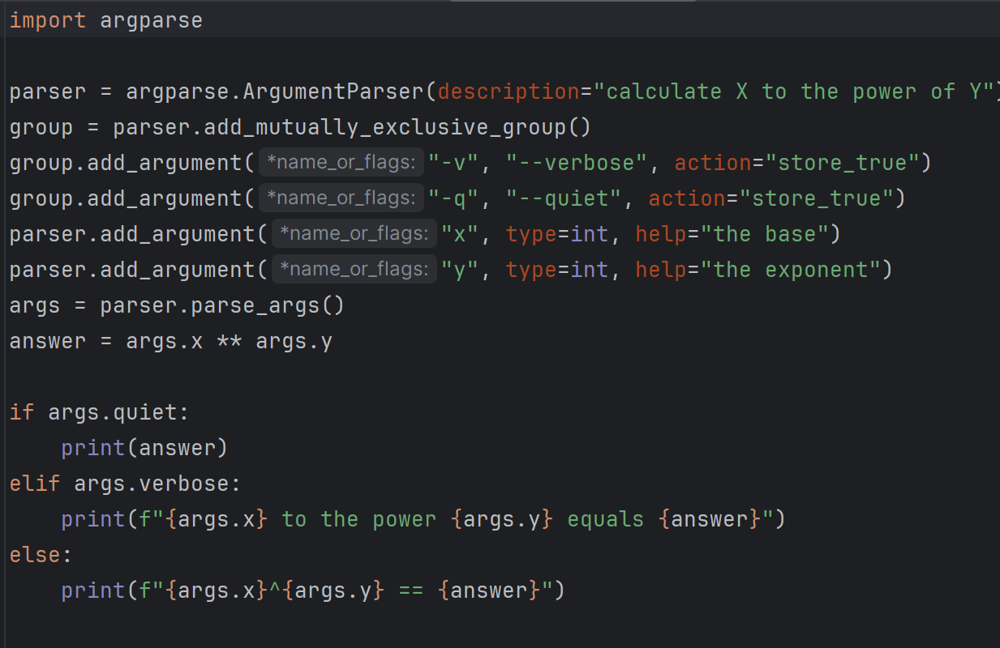 import argparse

parser = argparse.ArgumentParser(description="calculate X to the power of Y")
group = parser.add_mutually_exclusive_group()
group.add_argument( *name_or_flags: "-v", "--verbose", action="store_true")
group.add_argument( *name_or_flags: "-q", "--quiet", action="store_true")
parser.add_argument( *name_or_flags: "x", type=int, help="the base")
parser.add_argument( *name_or_flags: "y", type=int, help="the exponent")
args = parser.parse_args()
answer = args.x ** args.y

if args.quiet:
    print(answer)
elif args.verbose:
    print(f"{args.x} to the power {args.y} equals {answer}")
else:
    print(f"{args.x}^{args.y} == {answer}")